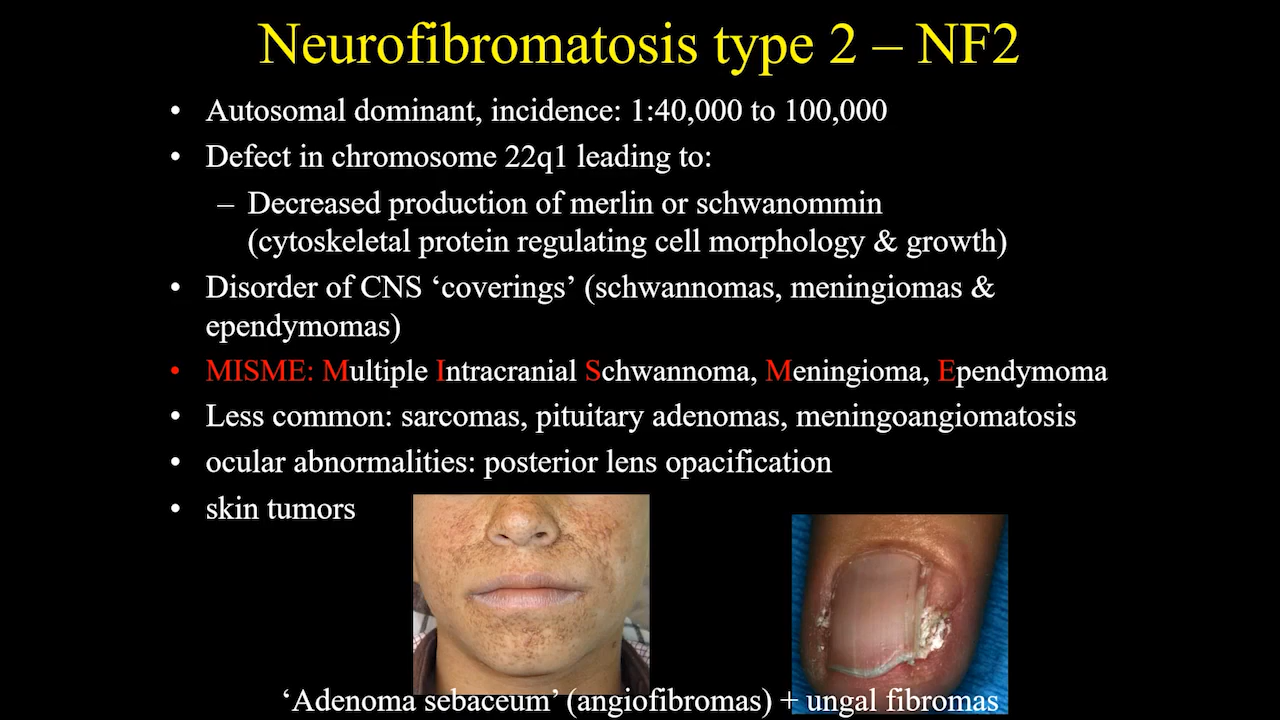 Neurofibromatosis type 2 – NF2
• Autosomal dominant, incidence: 1:40,000 to 100,000
• Defect in chromosome 22q1 leading to:
– Decreased production of merlin or schwanommin
(cytoskeletal protein regulating cell morphology & growth)
• Disorder of CNS ‘coverings’ (schwannomas, meningiomas &
ependymomas)
• MISME: Multiple Intracranial Schwannoma, Meningioma, Ependymoma
• Less common: sarcomas, pituitary adenomas, meningoangiomatosis
• ocular abnormalities: posterior lens opacification
• skin tumors
‘Adenoma sebaceum’ (angiofibromas) + ungal fibromas